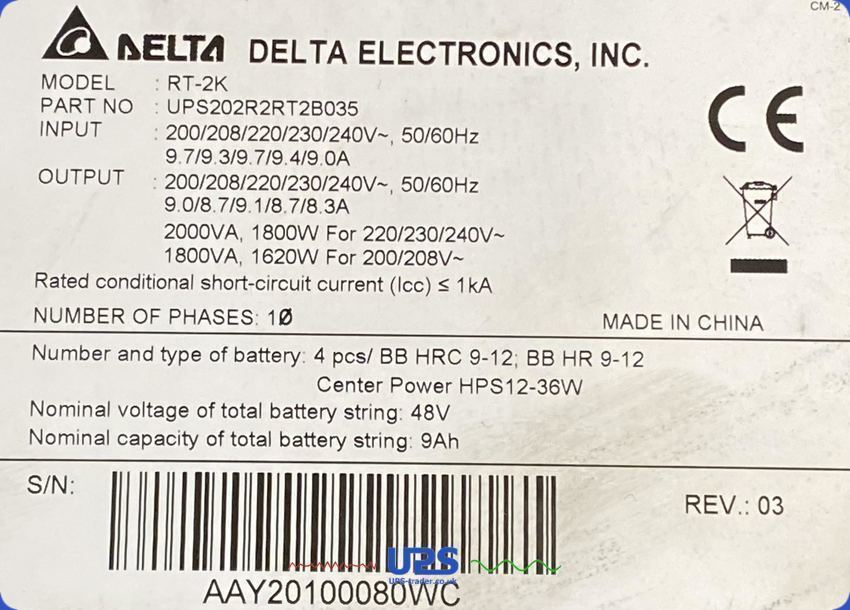 CM-2
DELTA DELTA ELECTRONICS, INC.
MODEL : RT-2K
PART NO : UPS202R2RT2B035
INPUT : 200/208/220/230/240V~, 50/60Hz
9.7/9.3/9.7/9.4/9.0A
OUTPUT : 200/208/220/230/240V~, 50/60Hz
9.0/8.7/9.1/8.7/8.3A
2000VA, 1800W For 220/230/240V~
1800VA, 1620W For 200/208V~
Rated conditional short-circuit current (Icc) ≤ 1kA
NUMBER OF PHASES: 1Ø
MADE IN CHINA
CE
Number and type of battery: 4 pcs/ BB HRC 9-12; BB HR 9-12
Center Power HPS12-36W
Nominal voltage of total battery string: 48V
Nominal capacity of total battery string: 9Ah
S/N:
REV.: 03
UPS
UPS-trader.co.uk
AAY20100080WC